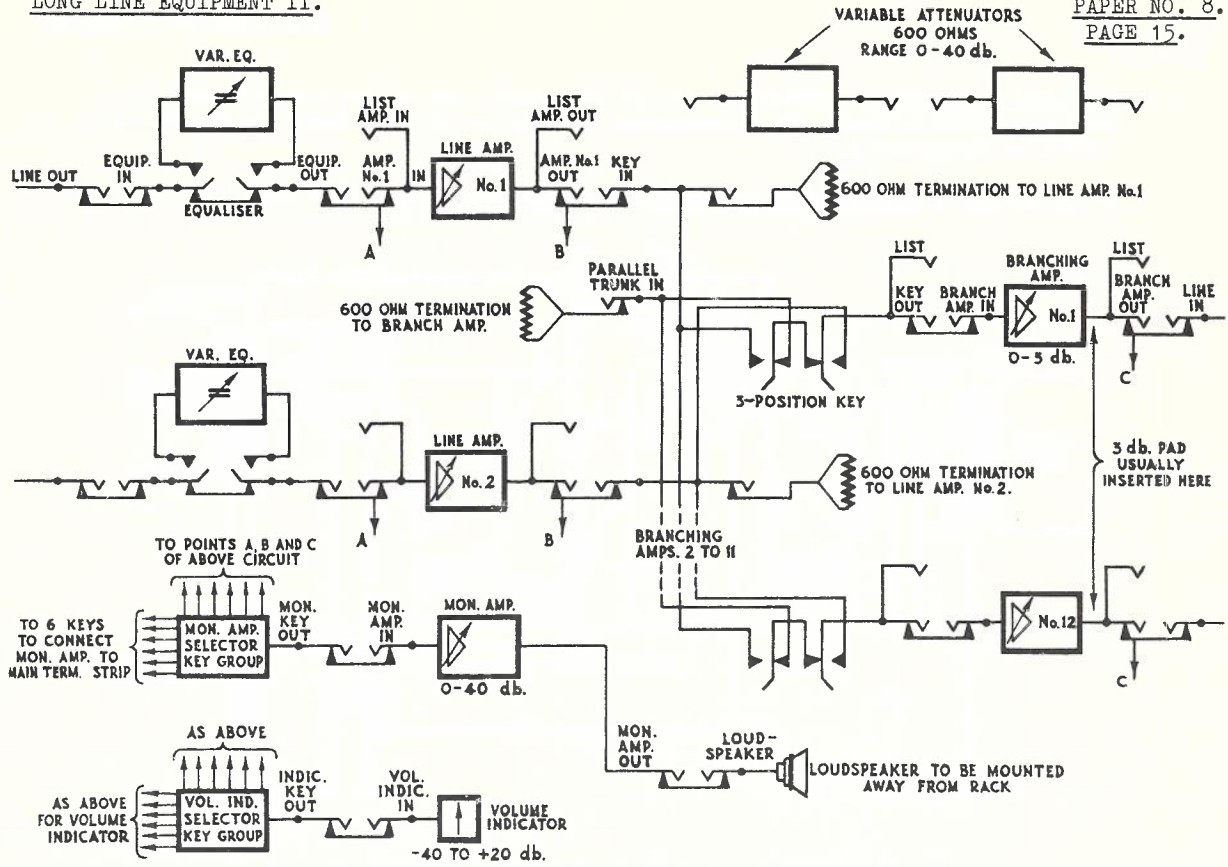 LONG LINE EQUIPMENT II.
PAPER NO. 8.
PAGE 15.
VARIABLE ATTENUATORS
600 OHMS
RANGE 0-40 db.
VAR. EQ.
LIST
AMP. IN
LIST
AMP. OUT
LINE OUT
EQUIP.
IN
EQUALISER
EQUIP.
OUT
AMP.
No.1
IN
LINE AMP.
No.1
AMP. No.1
OUT
KEY
IN
600 OHM TERMINATION TO LINE AMP. No.1
A
B
PARALLEL
TRUNK IN
600 OHM TERMINATION
TO BRANCH AMP.
LIST
KEY
OUT
BRANCH
AMP. IN
BRANCHING
AMP.
No.1
0-5 db.
LIST
BRANCH
AMP.
OUT
LINE
IN
C
3-POSITION KEY
VAR. EQ.
LINE AMP.
No.2
600 OHM TERMINATION
TO LINE AMP. No.2.
3 db. PAD
USUALLY
INSERTED HERE
A
B
BRANCHING
AMPS. 2 TO 11
TO POINTS A, B AND C
OF ABOVE CIRCUIT
TO 6 KEYS
TO CONNECT
MON. AMP. TO
MAIN TERM. STRIP
MON. AMP.
SELECTOR
KEY GROUP
MON.
KEY
OUT
MON.
AMP.
IN
MON. AMP.
0-40 db.
No.12
C
AS ABOVE
AS ABOVE
FOR VOLUME
INDICATOR
VOL. IND.
SELECTOR
KEY GROUP
INDIC.
KEY
OUT
VOL.
INDIC.
IN
VOLUME
INDICATOR
-40 TO +20 db.
MON.
AMP.
OUT
LOUD-
SPEAKER
LOUDSPEAKER TO BE MOUNTED
AWAY FROM RACK